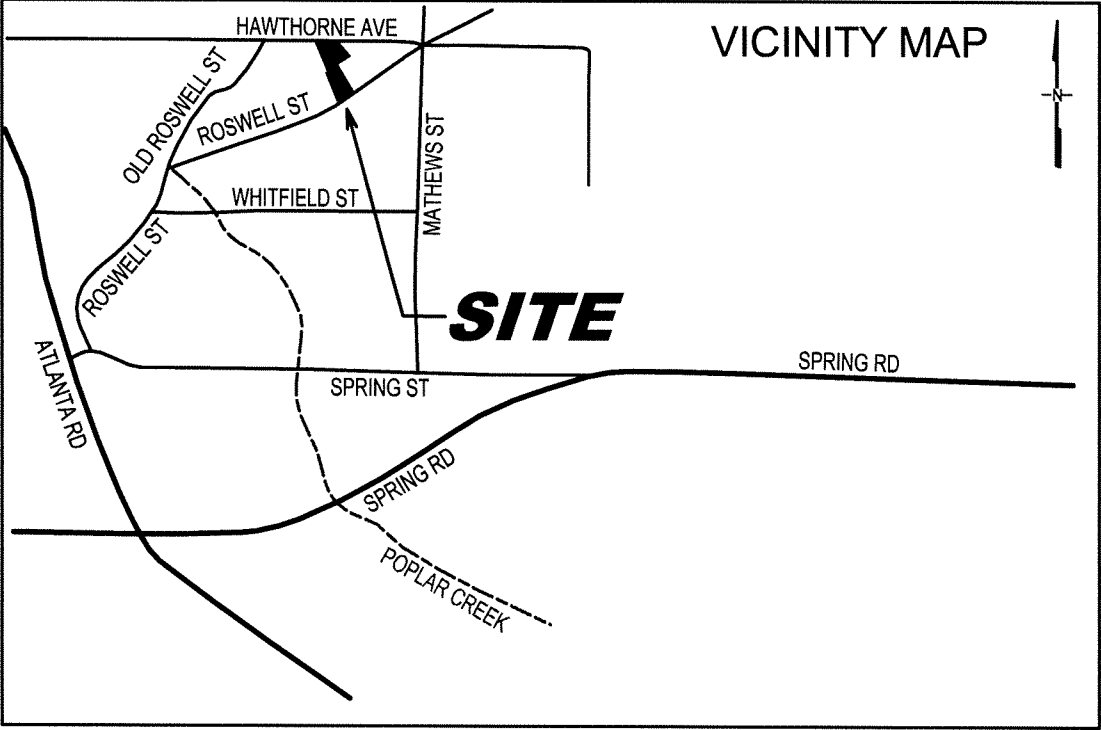 HAWTHORNE AVE
VICINITY MAP
N
OLD ROSWELL ST
ROSWELL ST
MATHEWS ST
WHITFIELD ST
ROSWELL ST
SITE
ATLANTA RD
SPRING ST
SPRING RD
SPRING RD
POPLAR CREEK